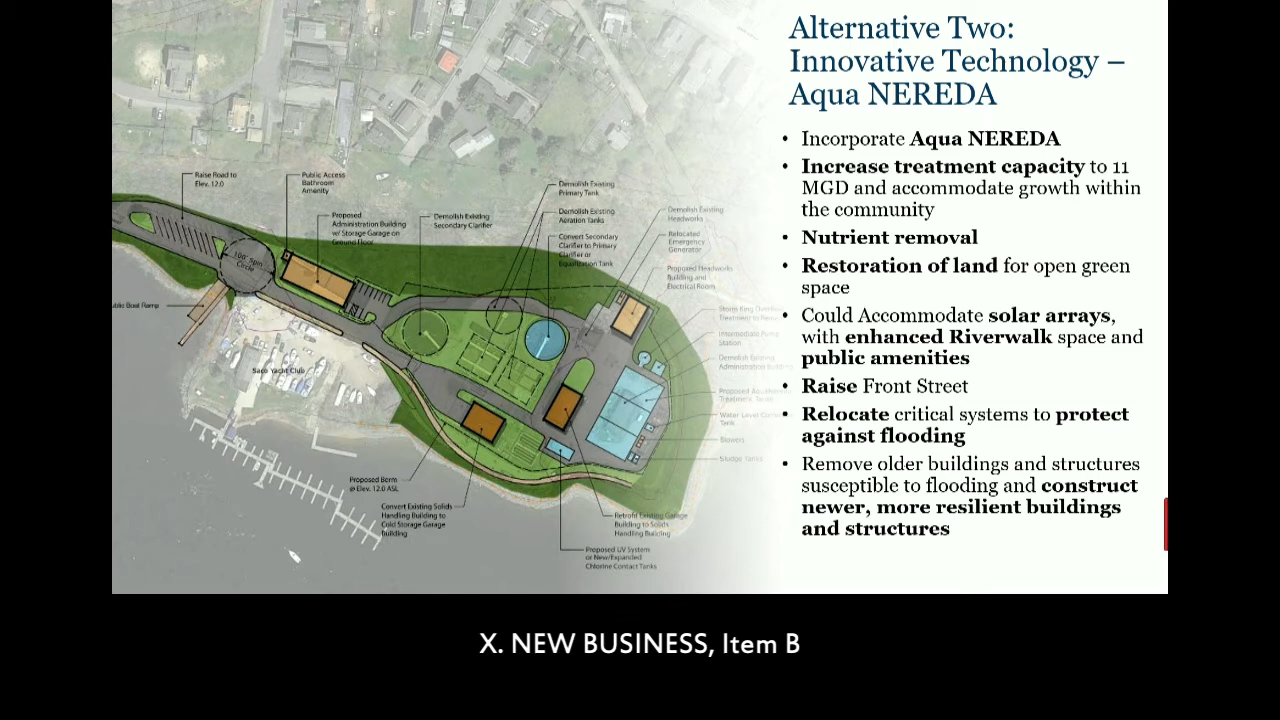 Alternative Two:
Innovative Technology –
Aqua NEREDA
• Incorporate Aqua NEREDA
• Increase treatment capacity to 11
MGD and accommodate growth within
the community
• Nutrient removal
• Restoration of land for open green
space
• Could Accommodate solar arrays,
with enhanced Riverwalk space and
public amenities
• Raise Front Street
• Relocate critical systems to protect
against flooding
• Remove older buildings and structures
susceptible to flooding and construct
newer, more resilient buildings
and structures
Raise Road to
Elev. 12.0
Public Access
Bathroom
Amenity
Proposed
Administration Building
w/ Storage Garage on
Ground Floor
Demolish Existing
Secondary Clarifier
Demolish Existing
Primary Tank
Demolish Existing
Aeration Tanks
Convert Secondary
Clarifier to Primary
Clarifier or
Equalization Tank
Demolish Existing
Headworks
Relocated
Emergency
Generator
Proposed Headworks
Building and
Electrical Room
Storm King
Treatment to
Intermediate Pump
Station
Demolish Existing
Administration Building
Proposed
Treatment Tanks
Water Level
Tank
Blowers
Sludge Tanks
100' Spin
Circle
Boat Ramp
Saco Yacht Club
Proposed Berm
@ Elev. 12.0 ASL
Convert Existing Solids
Handling Building to
Cold Storage Garage
Building
Retrofit Existing Garage
Building to Solids
Handling Building
Proposed UV System
or New/Expanded
Chlorine Contact Tanks
X. NEW BUSINESS, Item B